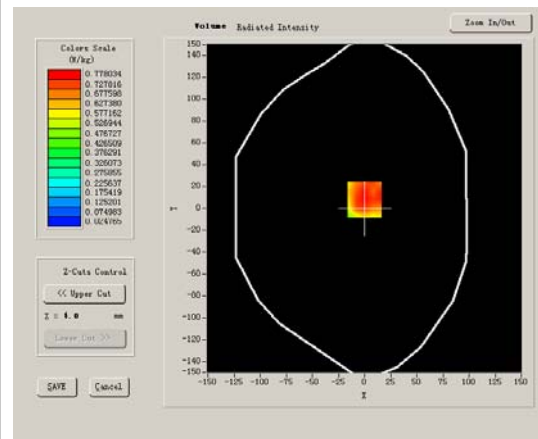 Volume Radiated Intensity
Zoom In/Out
Colors Scale
(W/kg)
0.778034
0.727816
0.677598
0.627380
0.577162
0.526944
0.476727
0.426509
0.376291
0.326073
0.275855
0.225637
0.175419
0.125201
0.074983
0.024765
Z-Cuts Control
<< Upper Cut
Z = 4.0 mm
Lower Cut >>
SAVE
Cancel
150
140
120
100
80
60
40
20
0
-20
-40
-60
-80
-100
-120
-140
-150
Y
-150 -125 -100 -75 -50 -25 0 25 50 75 100 125 150
X